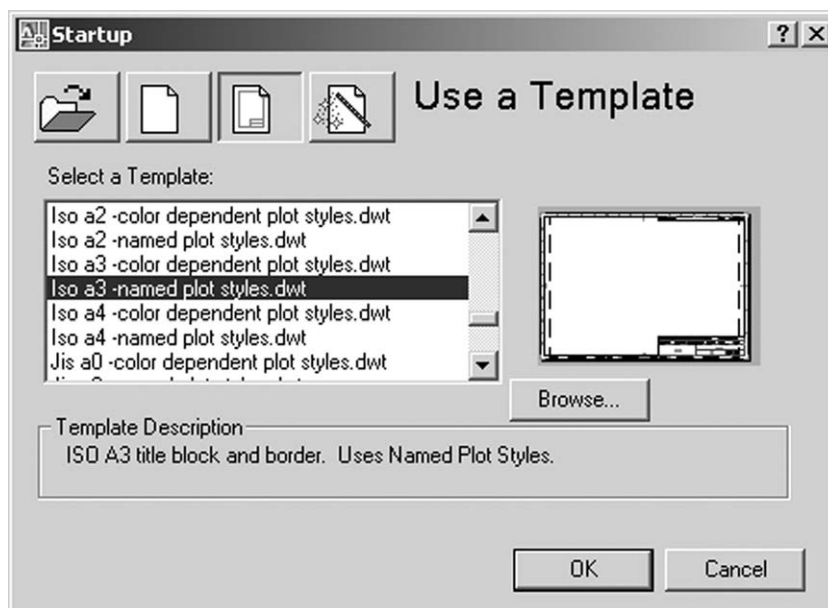 Startup
Use a Template
Select a Template:
Iso a2 -color dependent plot styles.dwt
Iso a2 -named plot styles.dwt
Iso a3 -color dependent plot styles.dwt
Iso a3 -named plot styles.dwt
Iso a4 -color dependent plot styles.dwt
Iso a4 -named plot styles.dwt
Jis a0 -color dependent plot styles.dwt
Browse...
Template Description
ISO A3 title block and border.  Uses Named Plot Styles.
OK
Cancel